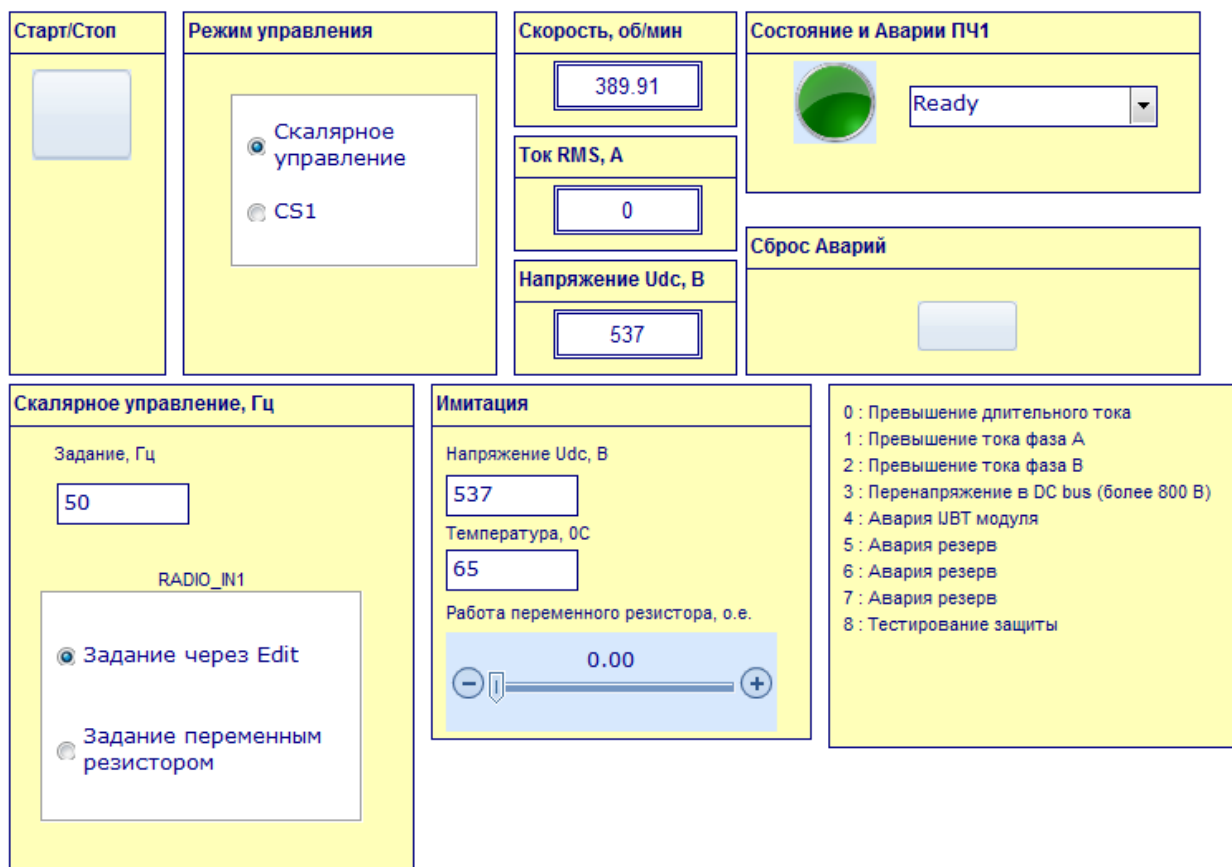 Старт/Стоп
Режим управления
Скалярное
управление
CS1
Скорость, об/мин
389.91
Ток RMS, А
0
Напряжение Udc, В
537
Состояние и Аварии ПЧ1
Ready
Сброс Аварий
Скалярное управление, Гц
Задание, Гц
50
RADIO_IN1
Задание через Edit
Задание переменным
резистором
Имитация
Напряжение Udc, В
537
Температура, 0С
65
Работа переменного резистора, о.е.
0.00
0 : Превышение длительного тока
1 : Превышение тока фаза А
2 : Превышение тока фаза В
3 : Перенапряжение в DC bus (более 800 В)
4 : Авария IJBT модуля
5 : Авария резерв
6 : Авария резерв
7 : Авария резерв
8 : Тестирование защиты